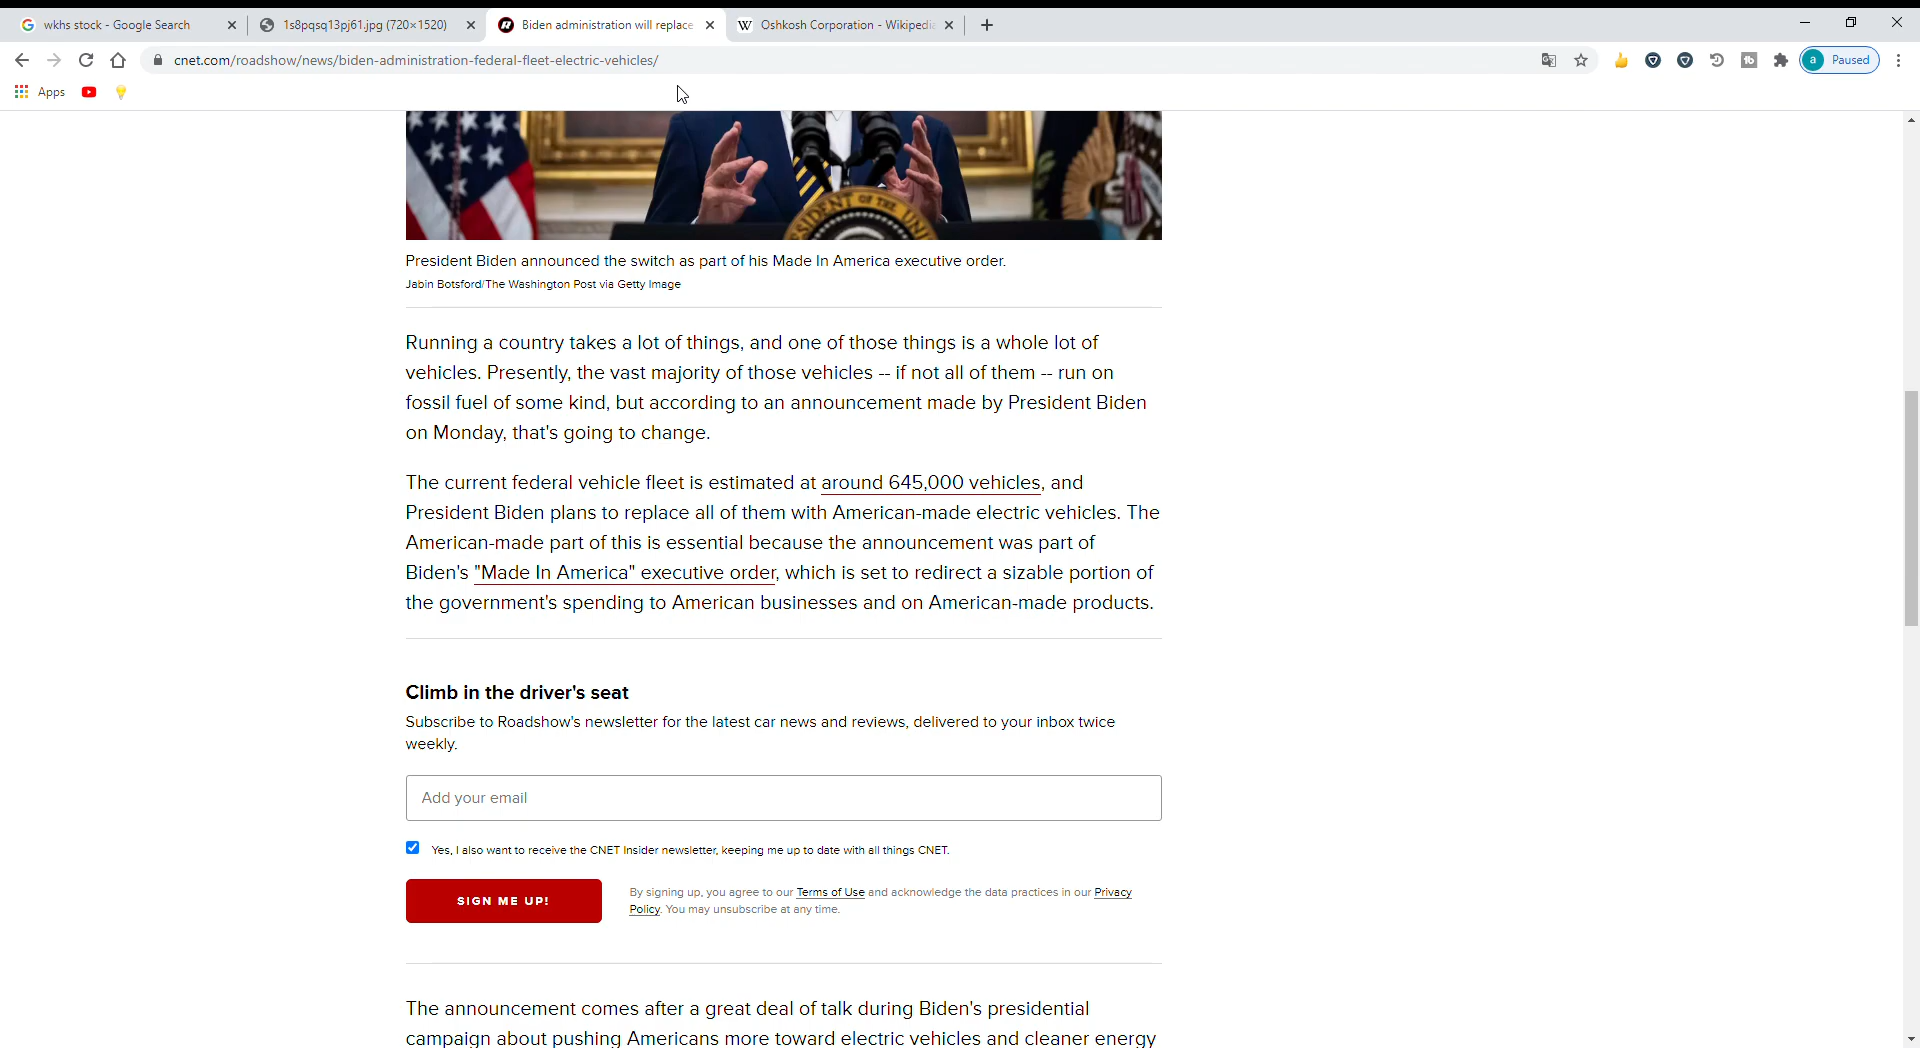 wkhs stock - Google Search
1s8pqsq13pj61.jpg (720×1520)
Biden administration will replace
Oshkosh Corporation - Wikipedia
cnet.com/roadshow/news/biden-administration-federal-fleet-electric-vehicles/
a Paused
Apps
President Biden announced the switch as part of his Made In America executive order.
Jabin Botsford/The Washington Post via Getty Image
Running a country takes a lot of things, and one of those things is a whole lot of
vehicles. Presently, the vast majority of those vehicles -- if not all of them -- run on
fossil fuel of some kind, but according to an announcement made by President Biden
on Monday, that's going to change.
The current federal vehicle fleet is estimated at around 645,000 vehicles, and
President Biden plans to replace all of them with American-made electric vehicles. The
American-made part of this is essential because the announcement was part of
Biden's "Made In America" executive order, which is set to redirect a sizable portion of
the government's spending to American businesses and on American-made products.
Climb in the driver's seat
Subscribe to Roadshow's newsletter for the latest car news and reviews, delivered to your inbox twice
weekly.
Add your email
Yes, I also want to receive the CNET Insider newsletter, keeping me up to date with all things CNET.
SIGN ME UP!
By signing up, you agree to our Terms of Use and acknowledge the data practices in our Privacy
Policy. You may unsubscribe at any time.
The announcement comes after a great deal of talk during Biden's presidential
campaign about pushing Americans more toward electric vehicles and cleaner energy